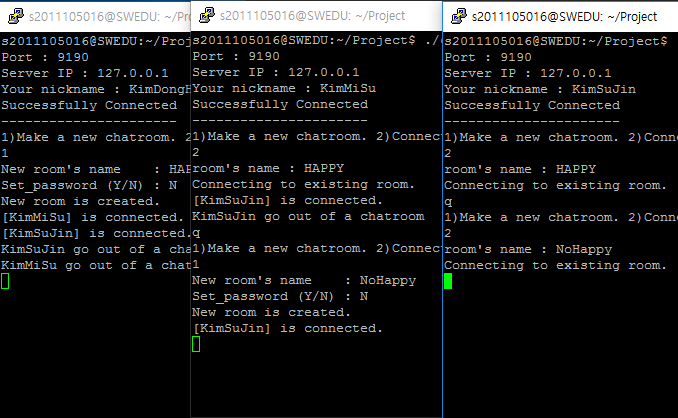 s2011105016@SWEDU: ~/Project
s2011105016@SWEDU:~/Proj
Port : 9190
Server IP : 127.0.0.1
Your nickname : KimDong
Successfully Connected
----------------------
1)Make a new chatroom. 2
1
New room's name    : HAP
Set_password (Y/N) : N
New room is created.
[KimMiSu] is connected.
[KimSuJin] is connected.
KimSuJin go out of a cha
KimMiSu go out of a chat
s2011105016@SWEDU: ~/Project
s2011105016@SWEDU:~/Project$ ./
Port : 9190
Server IP : 127.0.0.1
Your nickname : KimMiSu
Successfully Connected
----------------------
1)Make a new chatroom. 2)Connec
2
room's name : HAPPY
Connecting to existing room.
[KimSuJin] is connected.
KimSuJin go out of a chatroom
q
1)Make a new chatroom. 2)Connec
1
New room's name    : NoHappy
Set_password (Y/N) : N
New room is created.
[KimSuJin] is connected.
s2011105016@SWEDU: ~/Project
s2011105016@SWEDU:~/Project$
Port : 9190
Server IP : 127.0.0.1
Your nickname : KimSuJin
Successfully Connected
----------------------
1)Make a new chatroom. 2)Conne
2
room's name : HAPPY
Connecting to existing room.
q
1)Make a new chatroom. 2)Conne
2
room's name : NoHappy
Connecting to existing room.